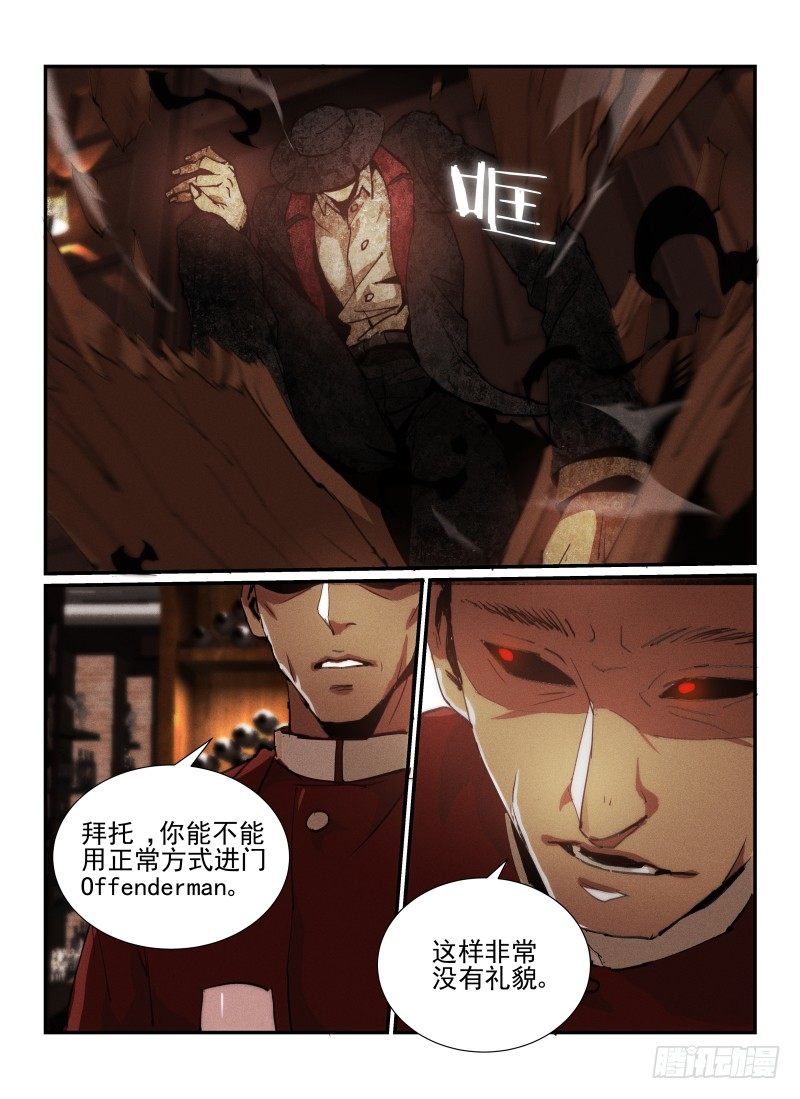 哐
拜托,你能不能
用正常方式进门
Offenderman。
这样非常
没有礼貌。
腾讯动漫